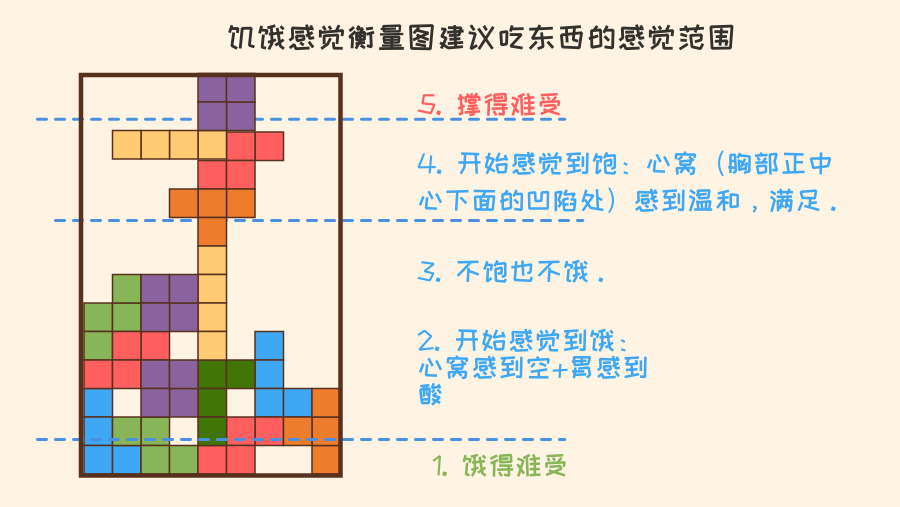 饥饿感觉衡量图建议吃东西的感觉范围
5. 撑得难受
4. 开始感觉到饱：心窝（胸部正中
心下面的凹陷处）感到温和，满足.
3. 不饱也不饿.
2. 开始感觉到饿：
心窝感到空+胃感到
酸
1. 饿得难受